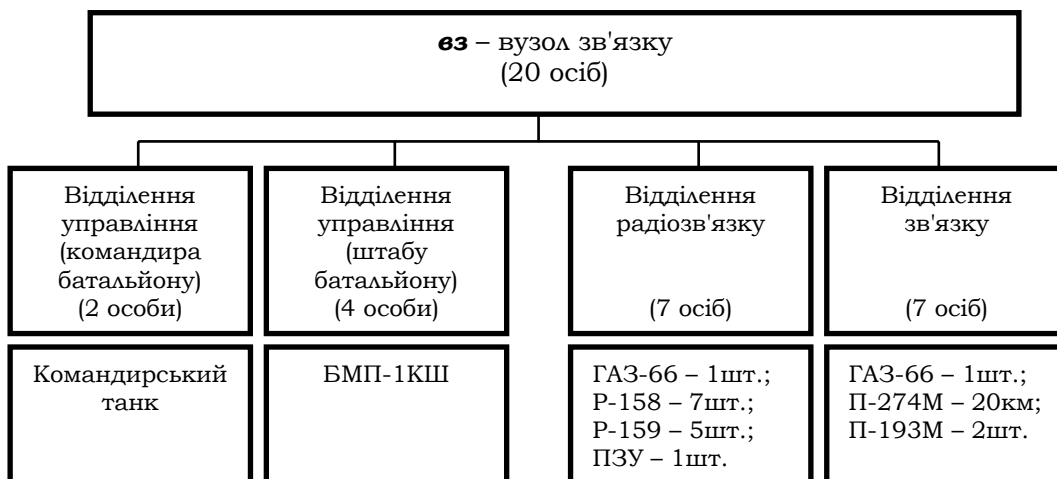 вз – вузол зв'язку
(20 осіб)
Відділення
управління
(командира
батальйону)
(2 особи)
Відділення
управління
(штабу
батальйону)
(4 особи)
Відділення
радіозв'язку
(7 осіб)
Відділення
зв'язку
(7 осіб)
Командирський
танк
БМП-1КШ
ГАЗ-66 – 1шт.;
Р-158 – 7шт.;
Р-159 – 5шт.;
ПЗУ – 1шт.
ГАЗ-66 – 1шт.;
П-274М – 20км;
П-193М – 2шт.